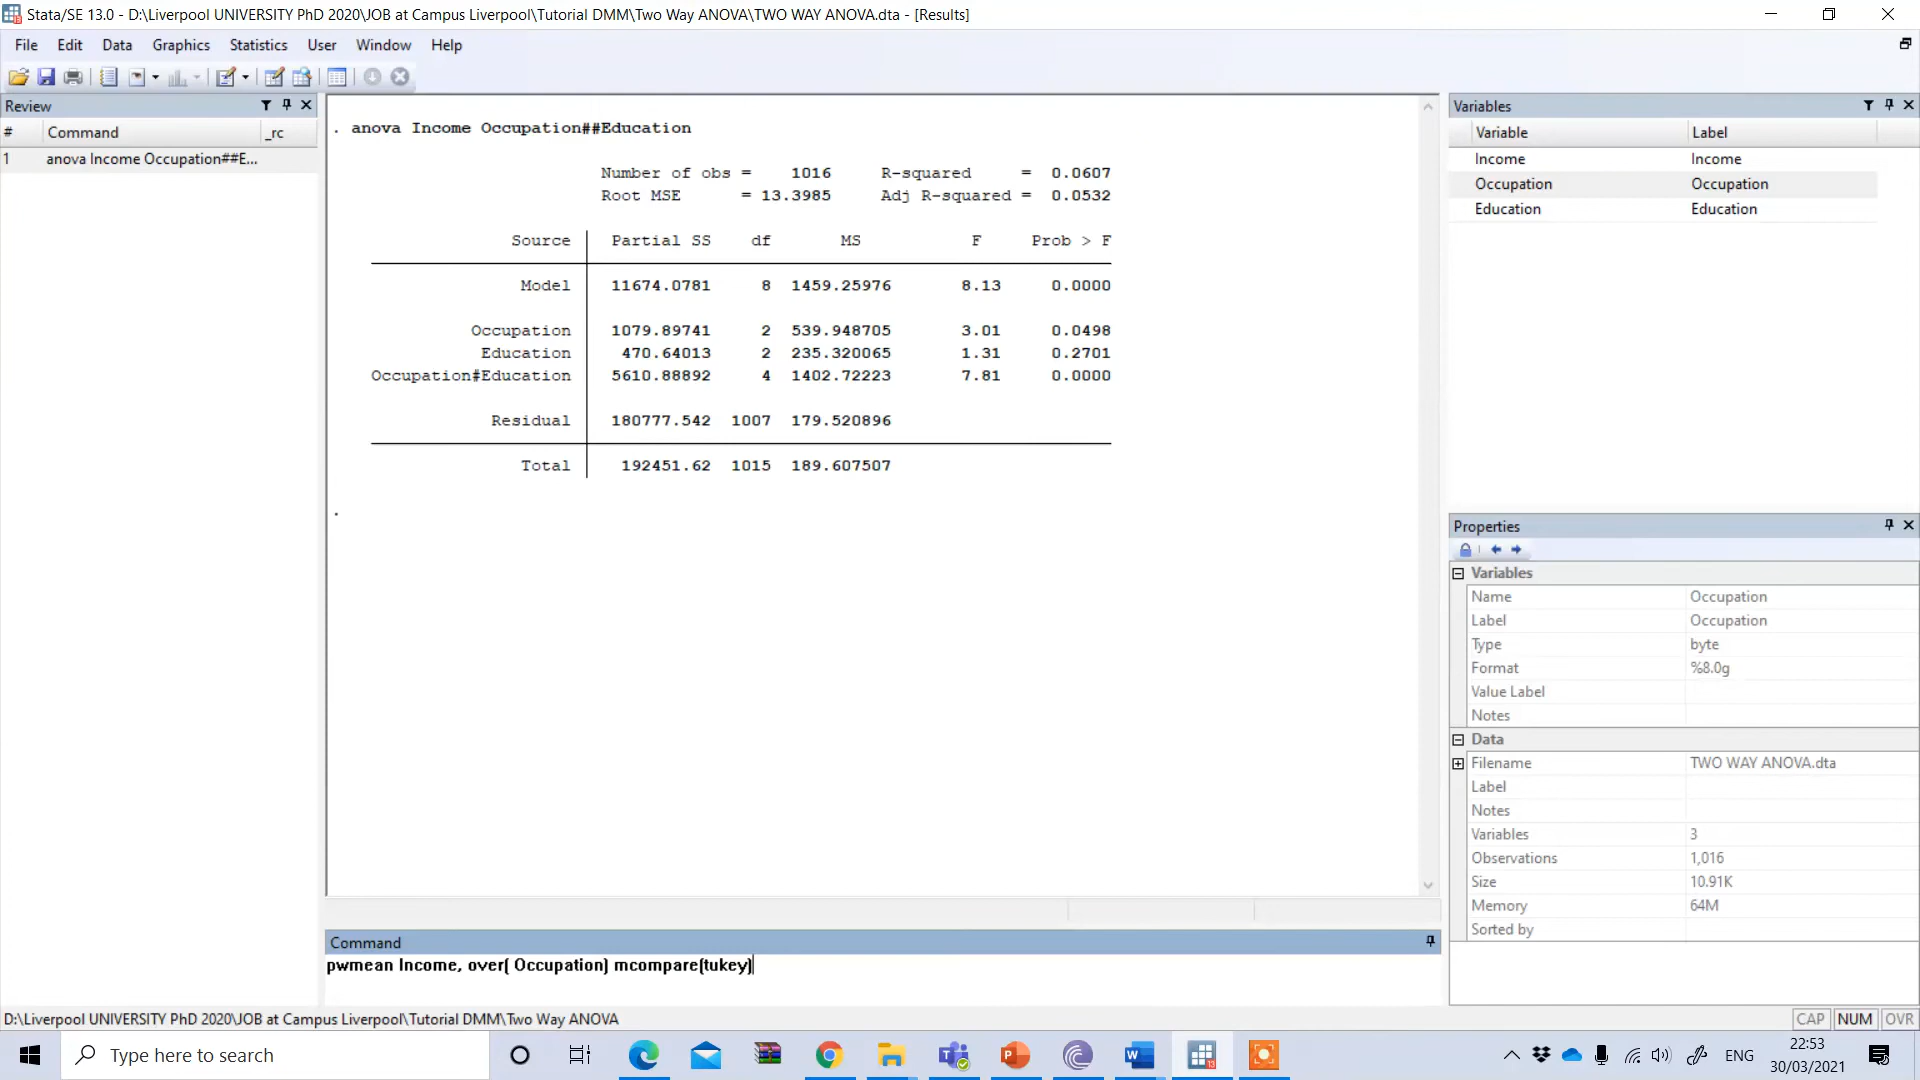 Stata/SE 13.0 - D:\Liverpool UNIVERSITY PhD 2020\JOB at Campus Liverpool\Tutorial DMM\Two Way ANOVA\TWO WAY ANOVA.dta - [Results]
File Edit Data Graphics Statistics User Window Help
Review
# Command _rc
1 anova Income Occupation##E...
. anova Income Occupation##Education
Number of obs = 1016 R-squared = 0.0607
Root MSE = 13.3985 Adj R-squared = 0.0532
Source Partial SS df MS F Prob > F
Model 11674.0781 8 1459.25976 8.13 0.0000
Occupation 1079.89741 2 539.948705 3.01 0.0498
Education 470.64013 2 235.320065 1.31 0.2701
Occupation#Education 5610.88892 4 1402.72223 7.81 0.0000
Residual 180777.542 1007 179.520896
Total 192451.62 1015 189.607507
.
Command
pwmean Income, over( Occupation) mcompare(tukey)
Variables
Variable Label
Income Income
Occupation Occupation
Education Education
Properties
Variables
Name Occupation
Label Occupation
Type byte
Format %8.0g
Value Label
Notes
Data
Filename TWO WAY ANOVA.dta
Label
Notes
Variables 3
Observations 1,016
Size 10.91K
Memory 64M
Sorted by
D:\Liverpool UNIVERSITY PhD 2020\JOB at Campus Liverpool\Tutorial DMM\Two Way ANOVA
CAP NUM OVR
Type here to search
ENG
22:53
30/03/2021